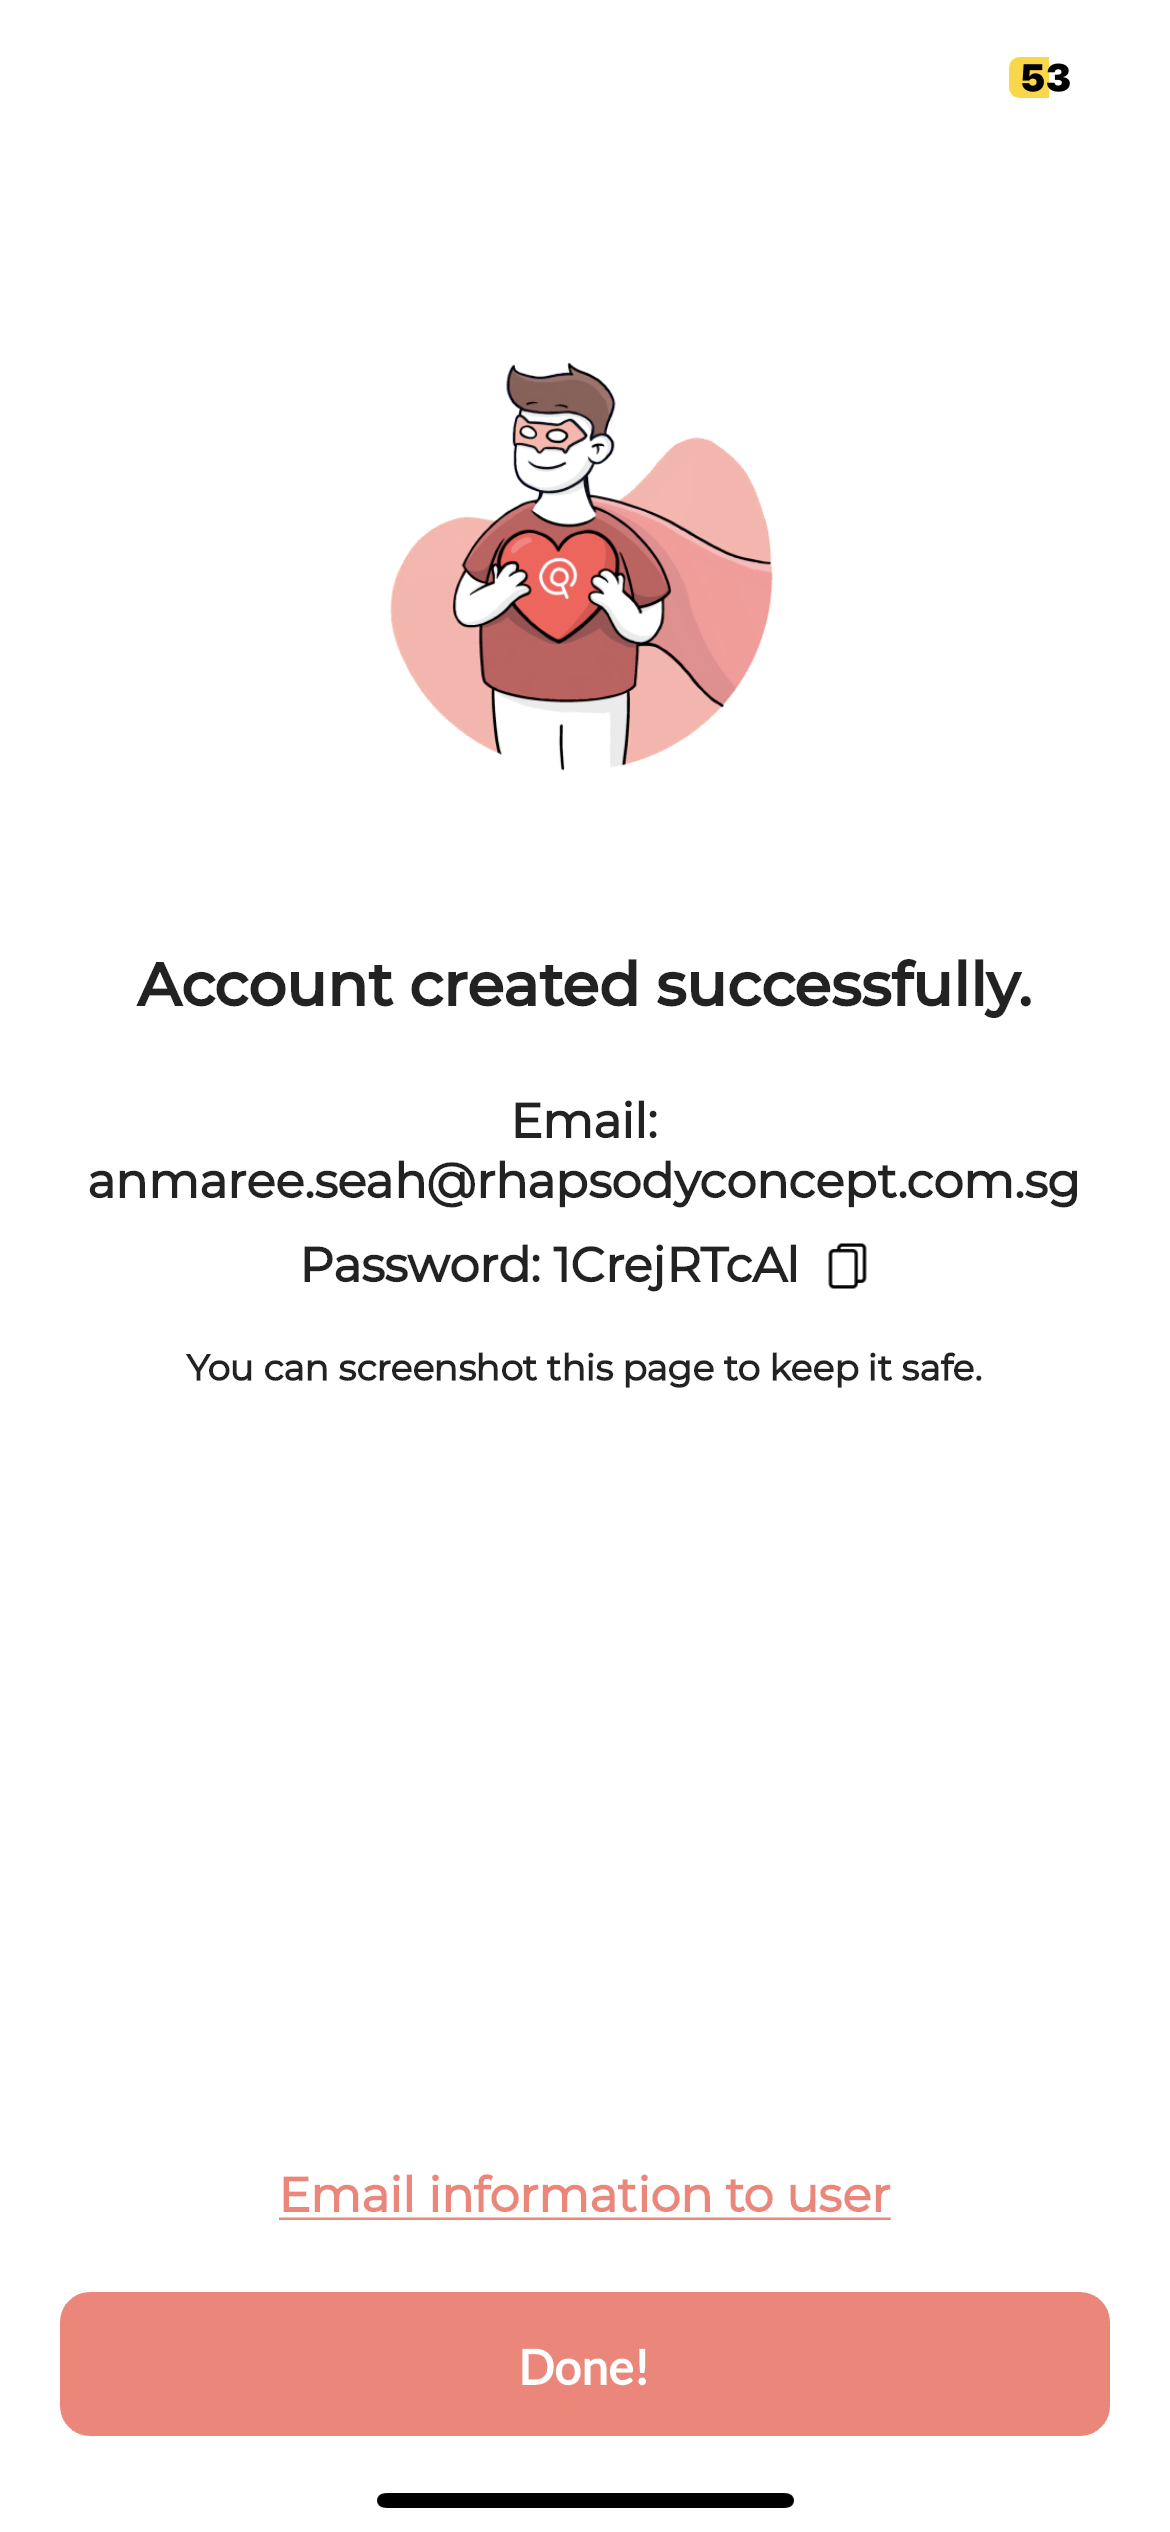 53
Account created successfully.
Email:
anmaree.seah@rhapsodyconcept.com.sg
Password: 1CrejRTcAl
You can screenshot this page to keep it safe.
Email information to user
Done!